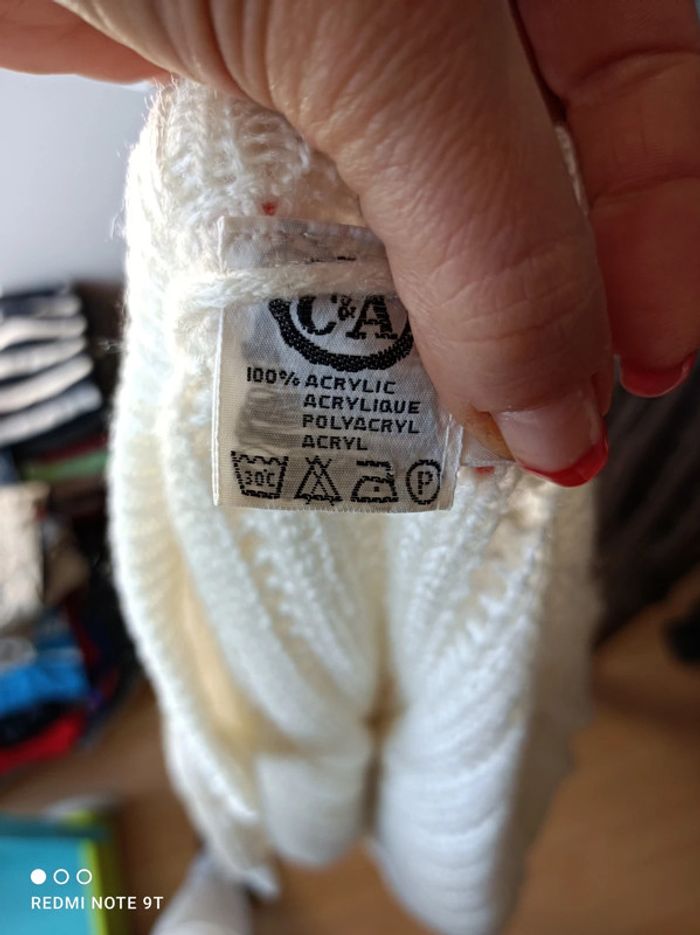 C&A
100% ACRYLIC
ACRYLIQUE
POLYACRYL
ACRYL
30°C
P
REDMI NOTE 9T